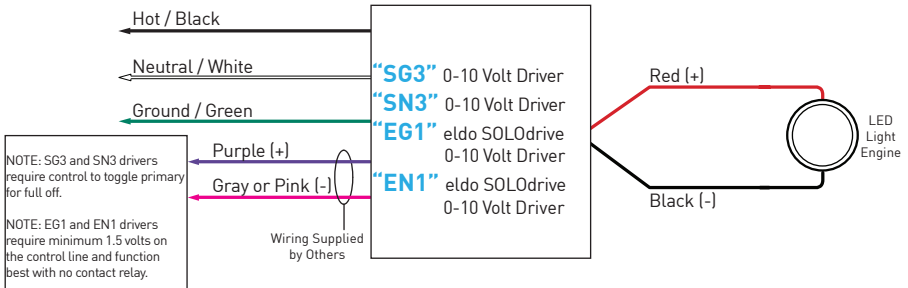 Hot / Black
Neutral / White
Ground / Green
Purple (+)
Gray or Pink (-)
NOTE: SG3 and SN3 drivers
require control to toggle primary
for full off.
NOTE: EG1 and EN1 drivers
require minimum 1.5 volts on
the control line and function
best with no contact relay.
Wiring Supplied
by Others
“SG3” 0-10 Volt Driver
“SN3” 0-10 Volt Driver
“EG1” eldo SOLOdrive
0-10 Volt Driver
“EN1” eldo SOLOdrive
0-10 Volt Driver
Red (+)
Black (-)
LED
Light
Engine